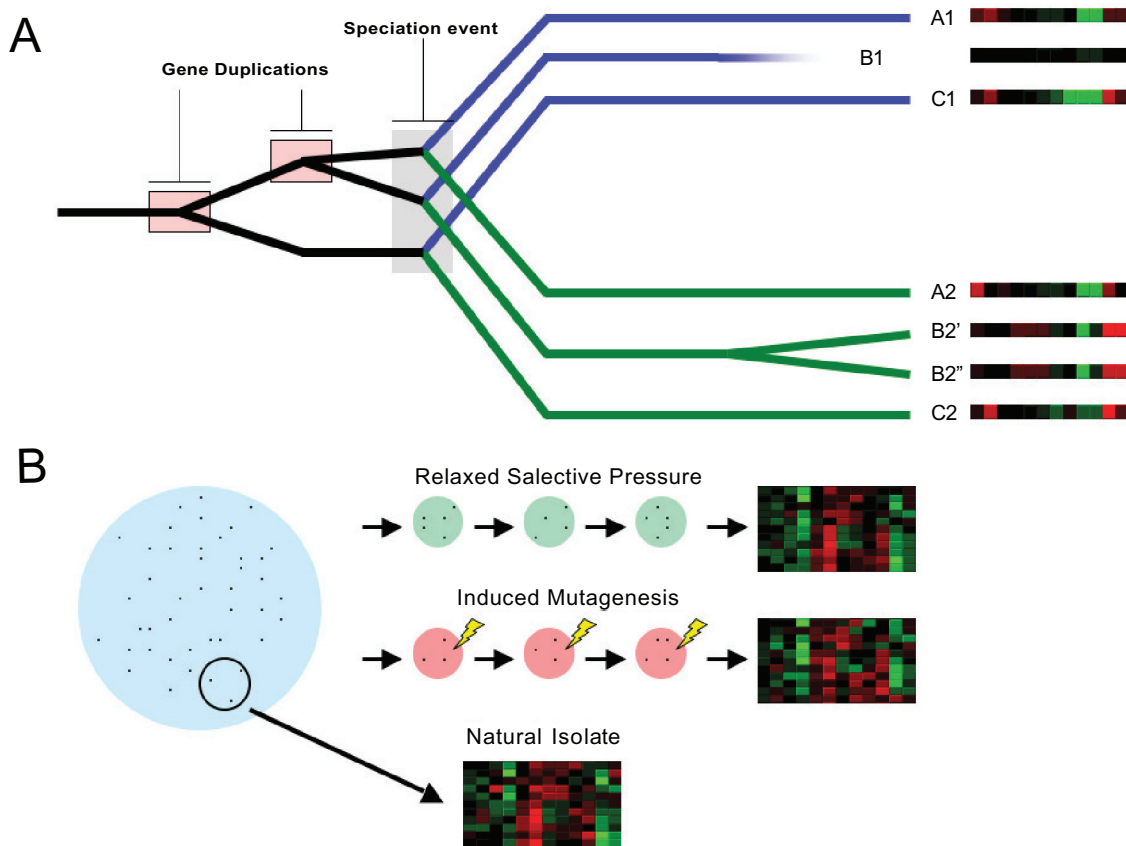 A
Speciation event
Gene Duplications
A1
B1
C1
A2
B2'
B2"
C2
B
Relaxed Salective Pressure
Induced Mutagenesis
Natural Isolate